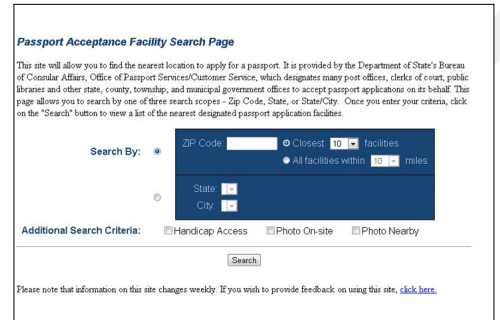 Passport Acceptance Facility Search Page
This site will allow you to find the nearest location to apply for a passport. It is provided by the Department of State's Bureau
of Consular Affairs, Office of Passport Services/Customer Service, which designates many post offices, clerks of court, public
libraries and other state, county, township, and municipal government offices to accept passport applications on its behalf. This
page allows you to search by one of three search scopes - Zip Code, State, or State/City. Once you enter your criteria, click
on the "Search" button to view a list of the nearest designated passport application facilities.
Search By: ZIP Code: Closest 10 facilities
All facilities within 10 miles
State:
City:
Additional Search Criteria: Handicap Access Photo On-site Photo Nearby
Search
Please note that information on this site changes weekly. If you wish to provide feedback on using this site, click here.